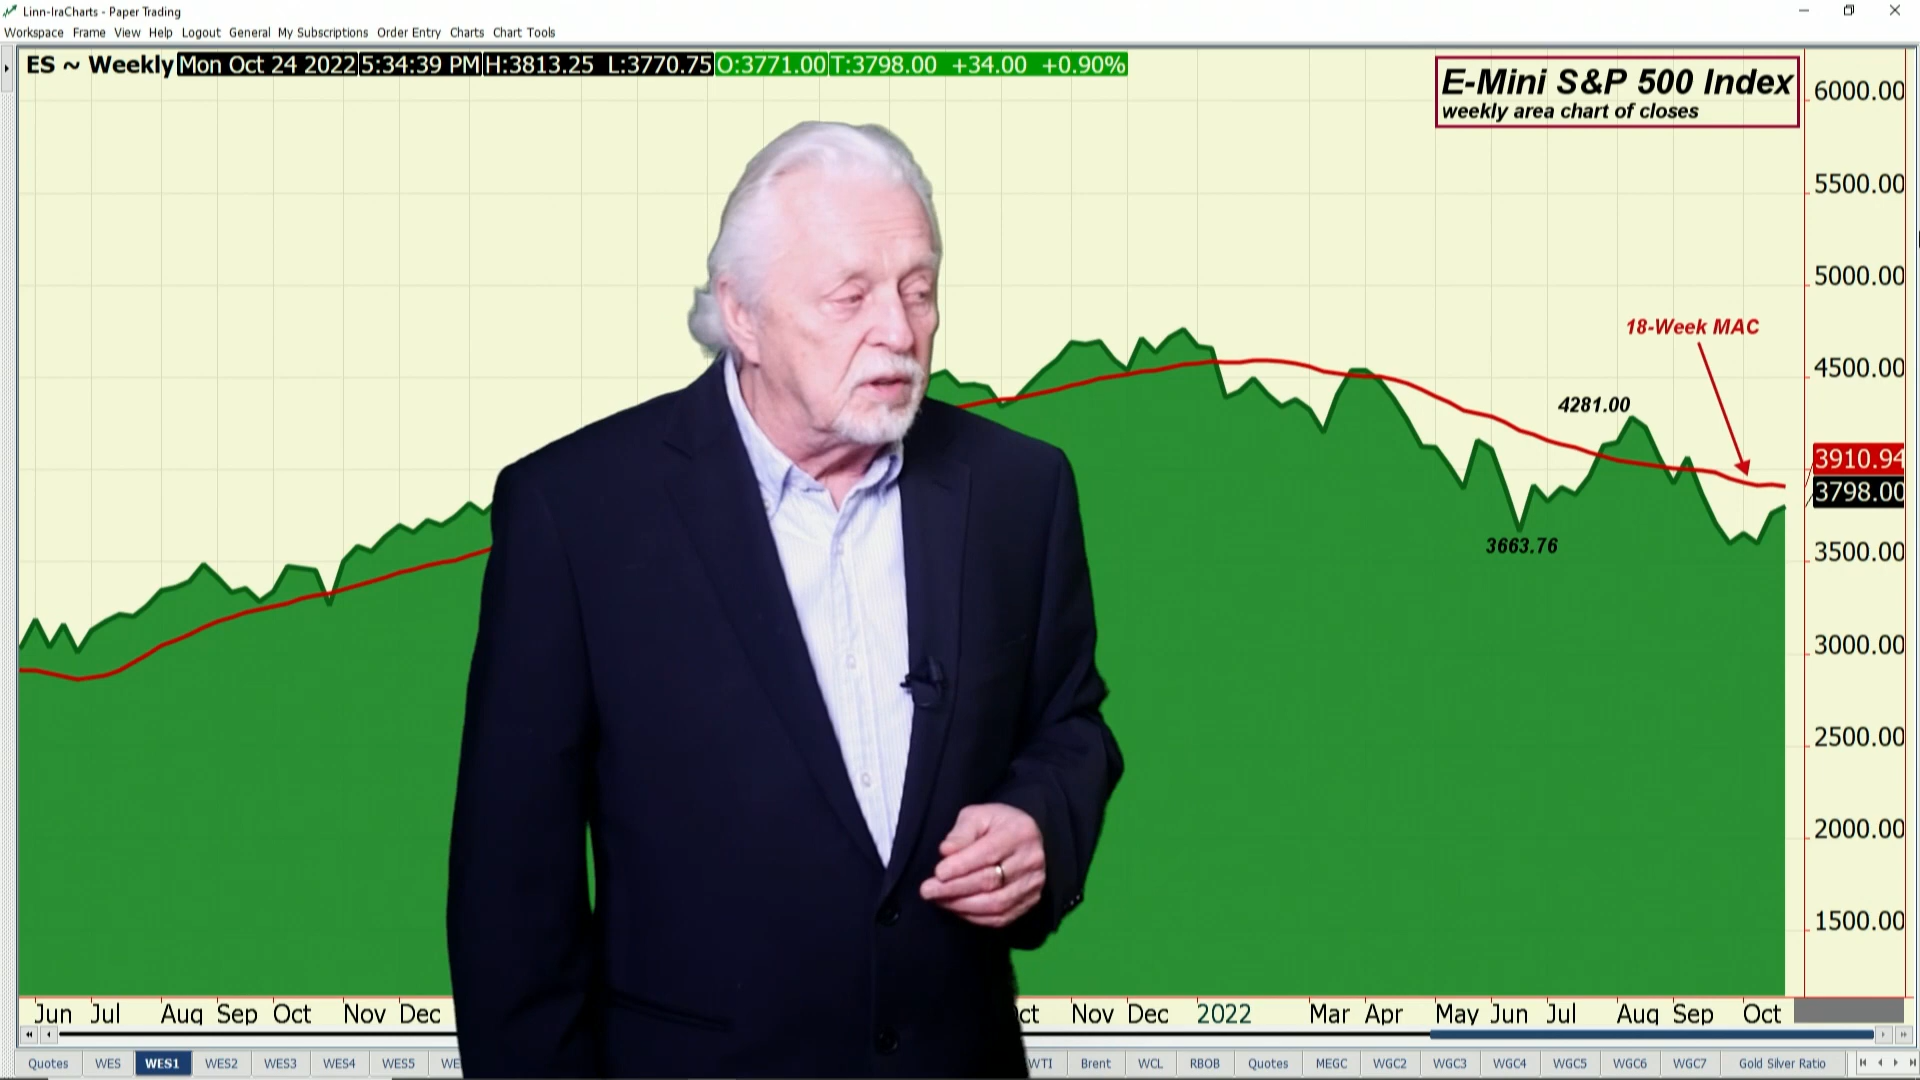 Linn-IraCharts - Paper Trading
Workspace Frame View Help Logout General My Subscriptions Order Entry Charts Chart Tools
ES ~ Weekly Mon Oct 24 2022 5:34:39 PM H:3813.25 L:3770.75 O:3771.00 T:3798.00 +34.00 +0.90%
E-Mini S&P 500 Index
weekly area chart of closes
6000.00
5500.00
5000.00
18-Week MAC
4500.00
4281.00
3910.94
3798.00
3663.76
3500.00
3000.00
2500.00
2000.00
1500.00
Jun Jul Aug Sep Oct Nov Dec Nov Dec 2022 Mar Apr May Jun Jul Aug Sep Oct
Quotes WES WES1 WES2 WES3 WES4 WES5 WTI Brent WCL RBOB Quotes MEGC WGC2 WGC3 WGC4 WGC5 WGC6 WGC7 Gold Silver Ratio